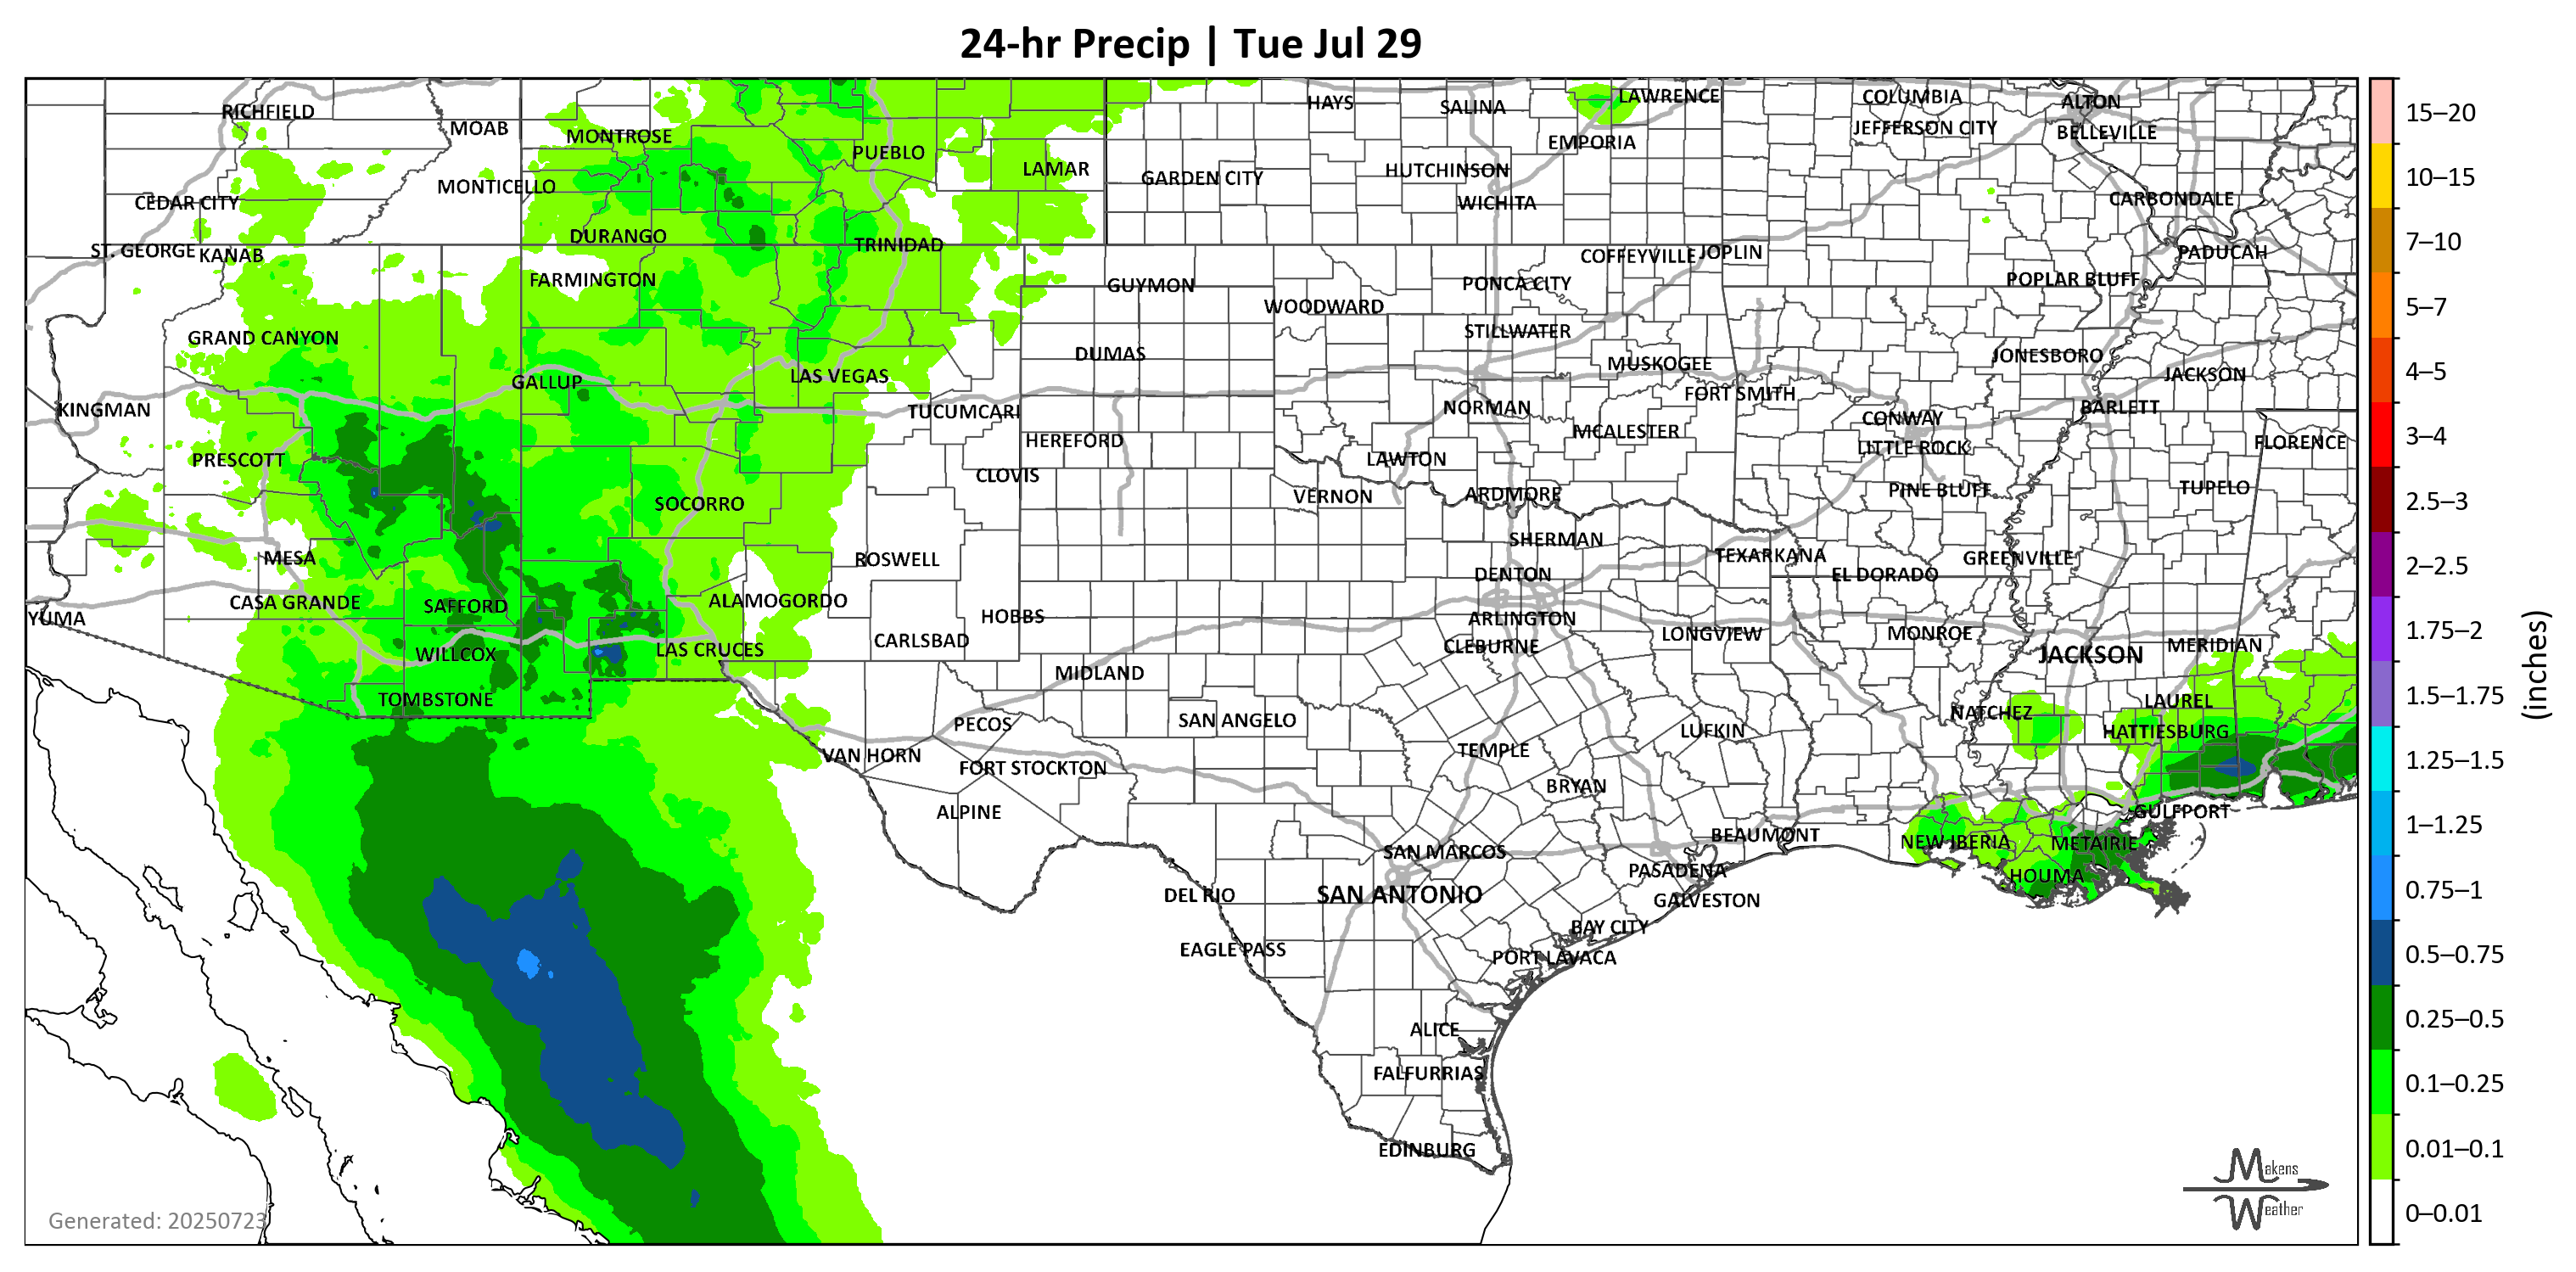 24-hr Precip | Tue Jul 29
RICHFIELD
MOAB
MONTROSE
PUEBLO
LAMAR
HAYS
SALINA
LAWRENCE
EMPORIA
COLUMBIA
JEFFERSON CITY
ALTON
BELLEVILLE
MONTICELLO
CEDAR CITY
GARDEN CITY
HUTCHINSON
WICHITA
CARBONDALE
DURANGO
TRINIDAD
ST. GEORGE
KANAB
COFFEYVILLE
JOPLIN
PADUCAH
FARMINGTON
GUYMON
PONCA CITY
POPLAR BLUFF
WOODWARD
GRAND CANYON
STILLWATER
DUMAS
MUSKOGEE
JONESBORO
GALLUP
LAS VEGAS
JACKSON
FORT SMITH
KINGMAN
TUCUMCARI
NORMAN
BARLETT
CONWAY
HEREFORD
MCALESTER
LITTLE ROCK
FLORENCE
PRESCOTT
LAWTON
CLOVIS
SOCORRO
VERNON
ARDMORE
PINE BLUFF
TUPELO
SHERMAN
MESA
ROSWELL
TEXARKANA
GREENVILLE
DENTON
EL DORADO
CASA GRANDE
SAFFORD
ALAMOGORDO
YUMA
HOBBS
ARLINGTON
LONGVIEW
MONROE
CARLSBAD
CLEBURNE
MERIDIAN
WILLCOX
LAS CRUCES
JACKSON
MIDLAND
TOMBSTONE
LAUREL
NATCHEZ
PECOS
SAN ANGELO
LUFKIN
HATTIESBURG
VAN HORN
TEMPLE
FORT STOCKTON
BRYAN
ALPINE
GULFPORT
BEAUMONT
NEW IBERIA
METAIRIE
SAN MARCOS
PASADENA
HOUMA
DEL RIO
SAN ANTONIO
GALVESTON
BAY CITY
EAGLE PASS
PORT LAVACA
ALICE
FALFURRIAS
EDINBURG
Generated: 20250723
Makens
Weather
15–20
10–15
7–10
5–7
4–5
3–4
2.5–3
2–2.5
1.75–2
1.5–1.75
1.25–1.5
1–1.25
0.75–1
0.5–0.75
0.25–0.5
0.1–0.25
0.01–0.1
0–0.01
(inches)